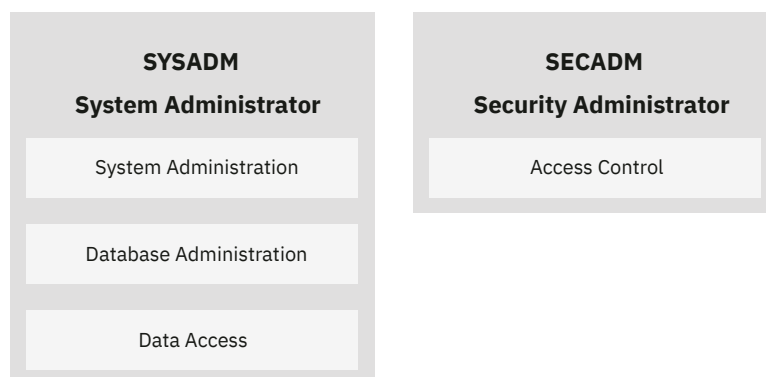 SYSADM
System Administrator
System Administration
Database Administration
Data Access
SECADM
Security Administrator
Access Control